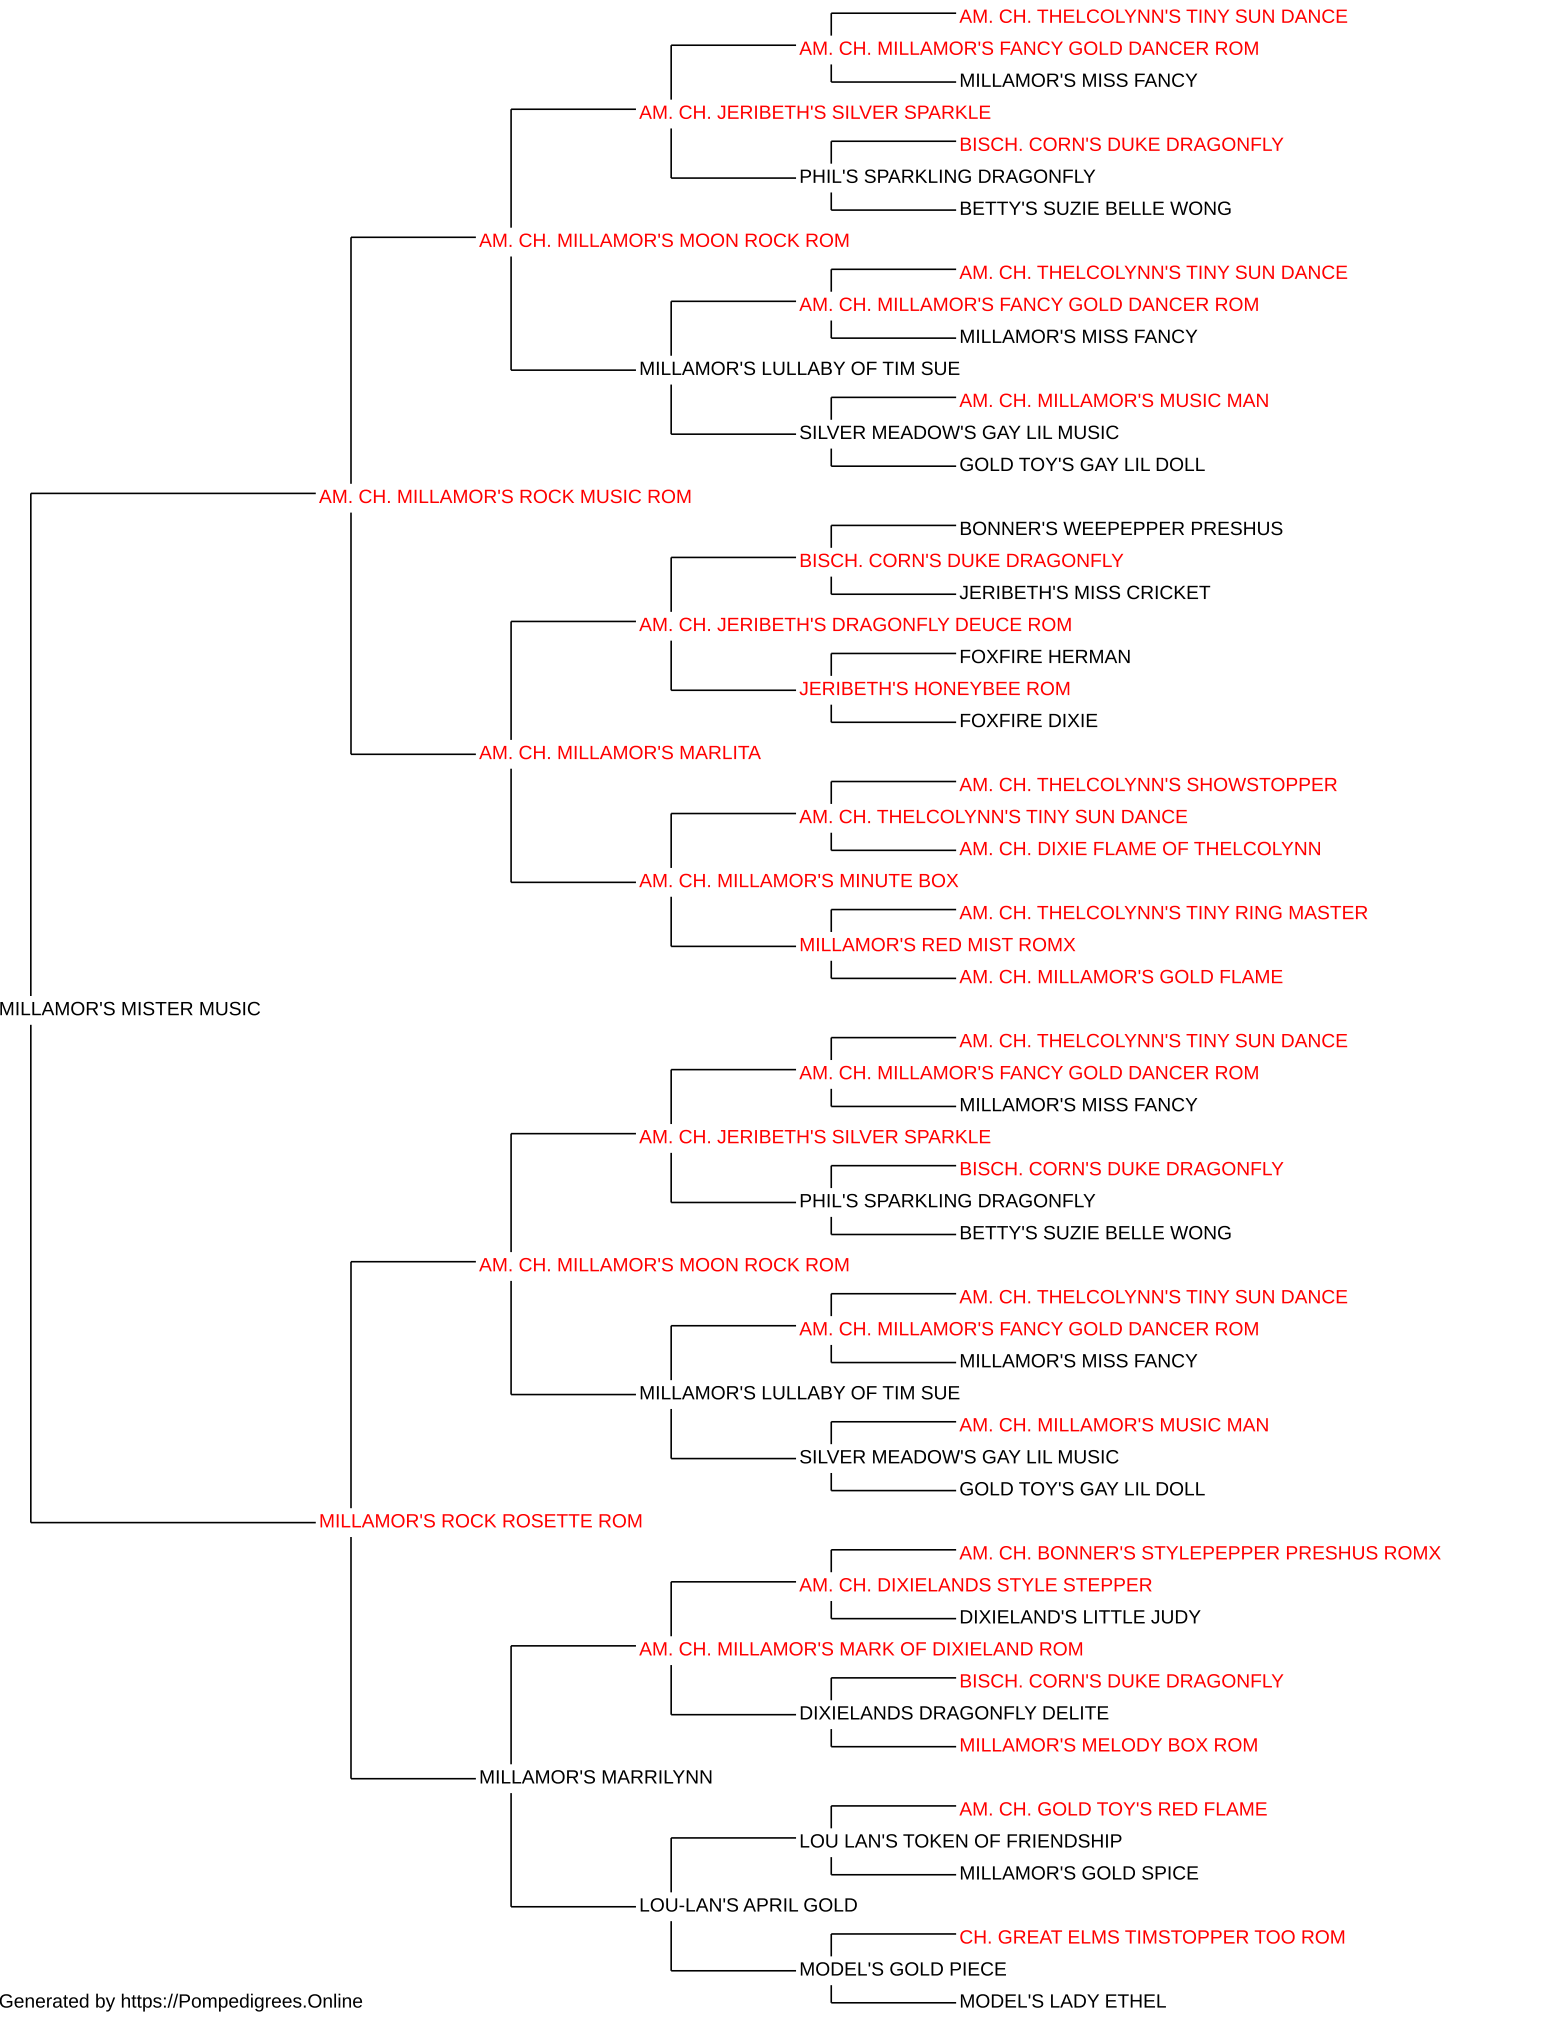 AM. CH. THELCOLYNN'S TINY SUN DANCE
AM. CH. MILLAMOR'S FANCY GOLD DANCER ROM
MILLAMOR'S MISS FANCY
AM. CH. JERIBETH'S SILVER SPARKLE
BISCH. CORN'S DUKE DRAGONFLY
PHIL'S SPARKLING DRAGONFLY
BETTY'S SUZIE BELLE WONG
AM. CH. MILLAMOR'S MOON ROCK ROM
AM. CH. THELCOLYNN'S TINY SUN DANCE
AM. CH. MILLAMOR'S FANCY GOLD DANCER ROM
MILLAMOR'S MISS FANCY
MILLAMOR'S LULLABY OF TIM SUE
AM. CH. MILLAMOR'S MUSIC MAN
SILVER MEADOW'S GAY LIL MUSIC
GOLD TOY'S GAY LIL DOLL
AM. CH. MILLAMOR'S ROCK MUSIC ROM
BONNER'S WEEPEPPER PRESHUS
BISCH. CORN'S DUKE DRAGONFLY
JERIBETH'S MISS CRICKET
AM. CH. JERIBETH'S DRAGONFLY DEUCE ROM
FOXFIRE HERMAN
JERIBETH'S HONEYBEE ROM
FOXFIRE DIXIE
AM. CH. MILLAMOR'S MARLITA
AM. CH. THELCOLYNN'S SHOWSTOPPER
AM. CH. THELCOLYNN'S TINY SUN DANCE
AM. CH. DIXIE FLAME OF THELCOLYNN
AM. CH. MILLAMOR'S MINUTE BOX
AM. CH. THELCOLYNN'S TINY RING MASTER
MILLAMOR'S RED MIST ROMX
AM. CH. MILLAMOR'S GOLD FLAME
MILLAMOR'S MISTER MUSIC
AM. CH. THELCOLYNN'S TINY SUN DANCE
AM. CH. MILLAMOR'S FANCY GOLD DANCER ROM
MILLAMOR'S MISS FANCY
AM. CH. JERIBETH'S SILVER SPARKLE
BISCH. CORN'S DUKE DRAGONFLY
PHIL'S SPARKLING DRAGONFLY
BETTY'S SUZIE BELLE WONG
AM. CH. MILLAMOR'S MOON ROCK ROM
AM. CH. THELCOLYNN'S TINY SUN DANCE
AM. CH. MILLAMOR'S FANCY GOLD DANCER ROM
MILLAMOR'S MISS FANCY
MILLAMOR'S LULLABY OF TIM SUE
AM. CH. MILLAMOR'S MUSIC MAN
SILVER MEADOW'S GAY LIL MUSIC
GOLD TOY'S GAY LIL DOLL
MILLAMOR'S ROCK ROSETTE ROM
AM. CH. BONNER'S STYLEPEPPER PRESHUS ROMX
AM. CH. DIXIELANDS STYLE STEPPER
DIXIELAND'S LITTLE JUDY
AM. CH. MILLAMOR'S MARK OF DIXIELAND ROM
BISCH. CORN'S DUKE DRAGONFLY
DIXIELANDS DRAGONFLY DELITE
MILLAMOR'S MELODY BOX ROM
MILLAMOR'S MARRILYNN
AM. CH. GOLD TOY'S RED FLAME
LOU LAN'S TOKEN OF FRIENDSHIP
MILLAMOR'S GOLD SPICE
LOU-LAN'S APRIL GOLD
CH. GREAT ELMS TIMSTOPPER TOO ROM
MODEL'S GOLD PIECE
MODEL'S LADY ETHEL
Generated by https://Pompedigrees.Online